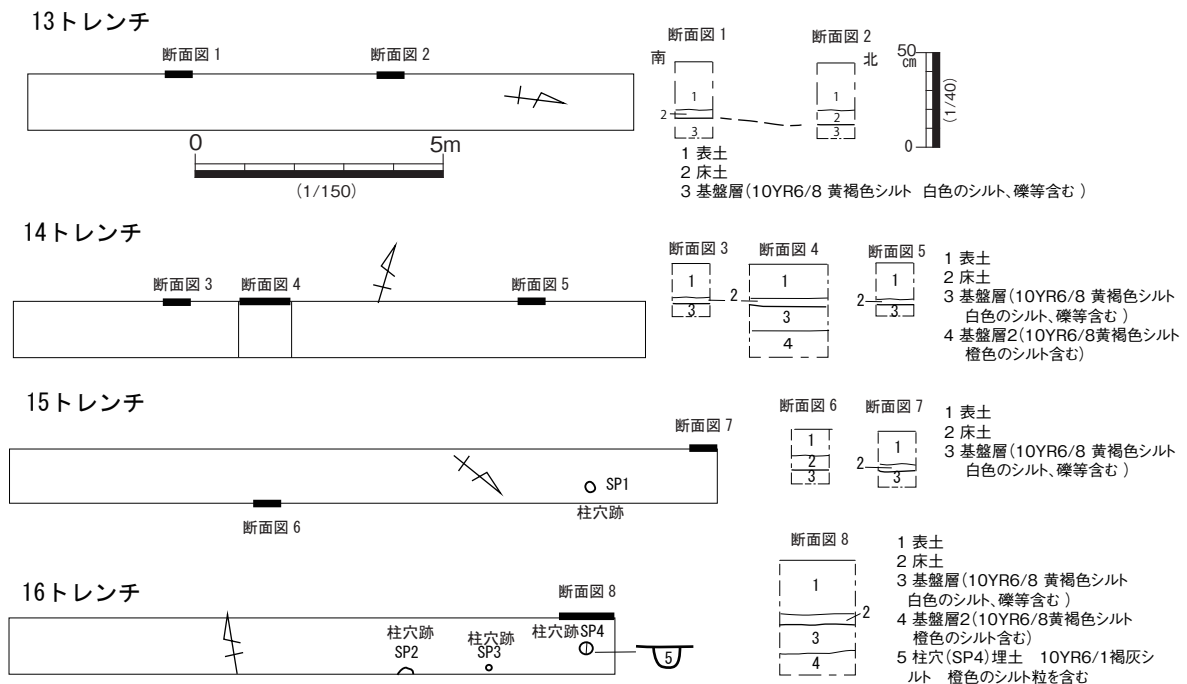 13トレンチ
断面図 1
断面図 2
0
5m
(1/150)
断面図 1
断面図 2
南
北
50
cm
0
(1/40)
1
2
3
1
2
3
1 表土
2 床土
3 基盤層(10YR6/8 黄褐色シルト 白色のシルト、礫等含む )
14トレンチ
断面図 3
断面図 4
断面図 5
断面図 3
断面図 4
断面図 5
1
3
2
1
3
4
1
2
3
1 表土
2 床土
3 基盤層(10YR6/8 黄褐色シルト
白色のシルト、礫等含む )
4 基盤層2(10YR6/8黄褐色シルト
橙色のシルト含む)
15トレンチ
断面図 7
SP1
柱穴跡
断面図 6
断面図 6
断面図 7
1
2
3
1
2
3
1 表土
2 床土
3 基盤層(10YR6/8 黄褐色シルト
白色のシルト、礫等含む )
16トレンチ
断面図 8
柱穴跡
SP2
柱穴跡
SP3
柱穴跡SP4
5
断面図 8
1
2
3
4
1 表土
2 床土
3 基盤層(10YR6/8 黄褐色シルト
白色のシルト、礫等含む )
4 基盤層2(10YR6/8黄褐色シルト
橙色のシルト含む)
5 柱穴(SP4)埋土 10YR6/1褐灰シ
ルト 橙色のシルト粒を含む